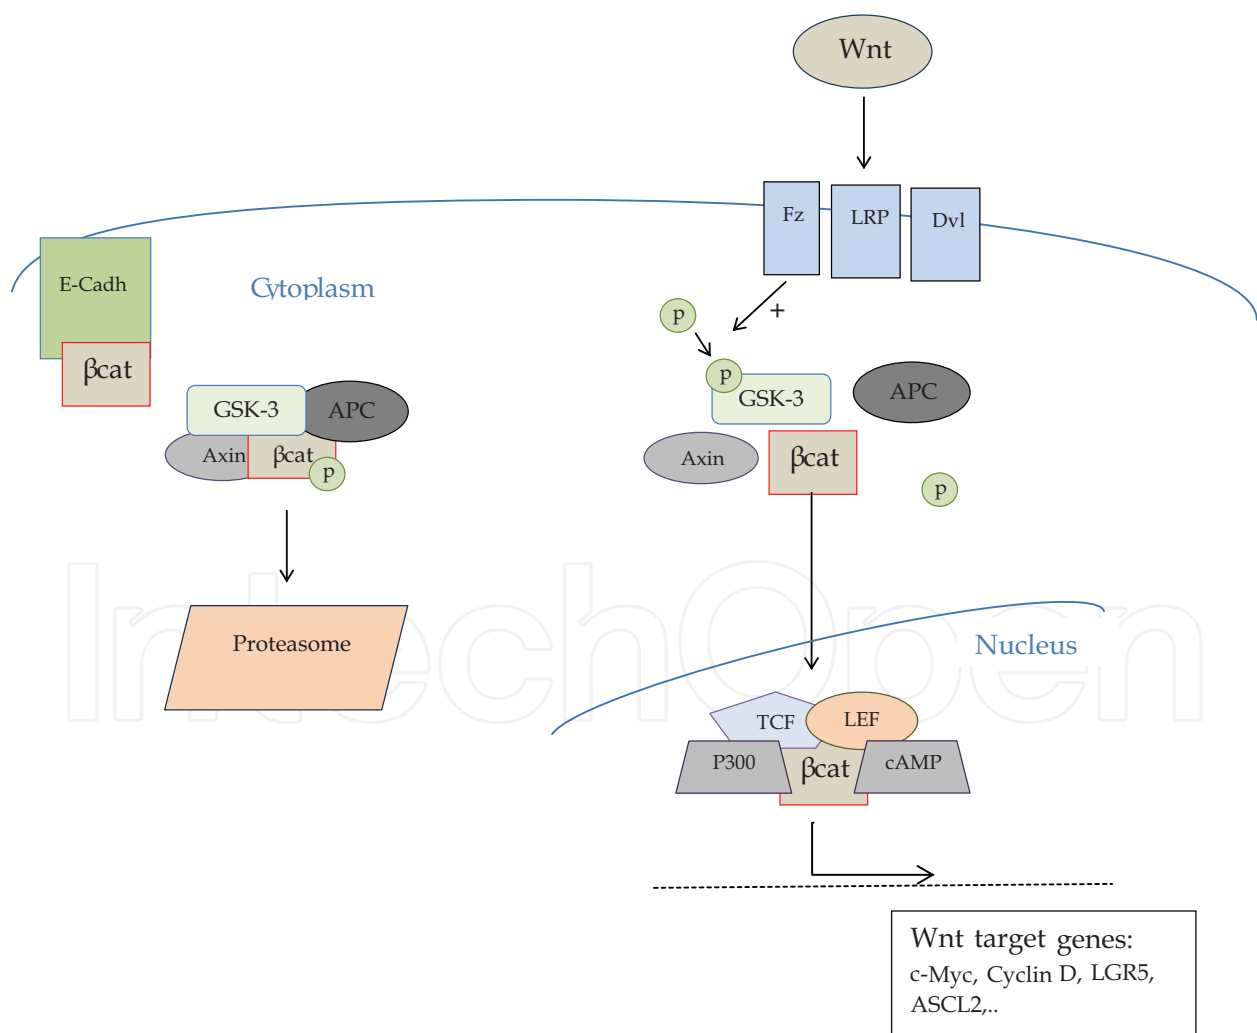 Wnt
Fz
LRP
Dvl
E-Cadh
Cytoplasm
+
p
βcat
p
GSK-3
APC
GSK-3
APC
Axin
βcat
p
Axin
βcat
p
IntechOpen
Proteasome
Nucleus
TCF
LEF
P300
βcat
cAMP
Wnt target genes:
c-Myc, Cyclin D, LGR5,
ASCL2,..